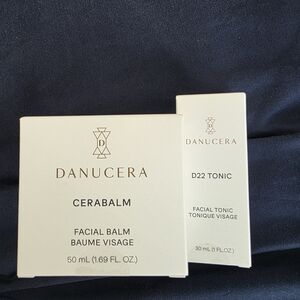 D
DANUCERA
CERABALM
FACIAL BALM
BAUME VISAGE
50 mL (1.69 FL. OZ.)
DANUCERA
D22 TONIC
FACIAL TONIC
TONIQUE VISAGE
30 mL (1 FL.OZ.)